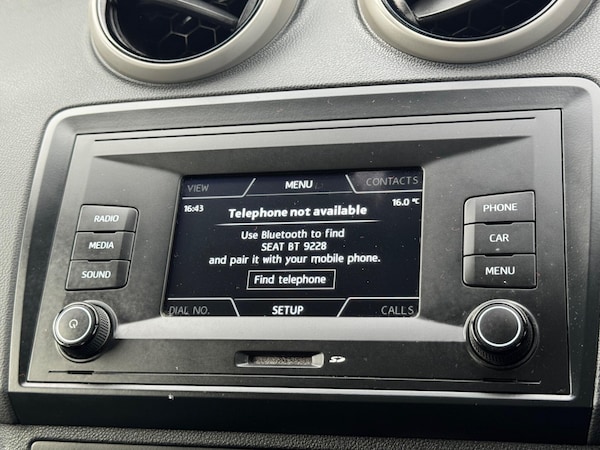 VIEW MENU CONTACTS
16:43 Telephone not available 16.0 °C
Use Bluetooth to find
SEAT BT 9228
and pair it with your mobile phone.
Find telephone
DIAL NO. SETUP CALLS
RADIO
MEDIA
SOUND
PHONE
CAR
MENU
SD